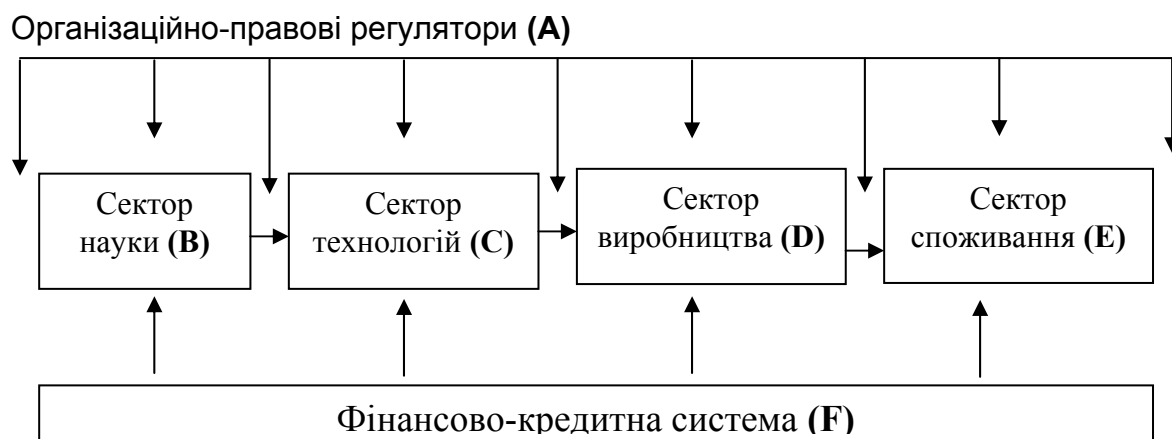 Організаційно-правові регулятори (A)
Сектор
науки (B)
Сектор
технологій (C)
Сектор
виробництва (D)
Сектор
споживання (E)
Фінансово-кредитна система (F)